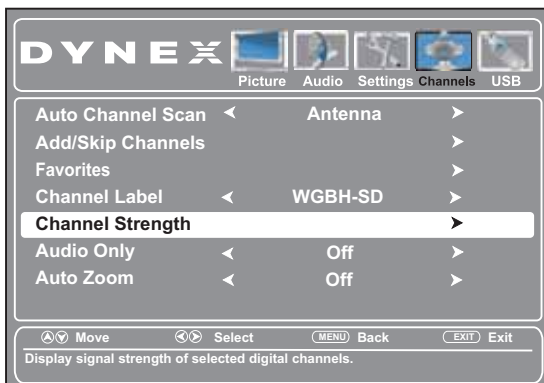 DYNEX
Picture Audio Settings Channels USB
Auto Channel Scan Antenna
Add/Skip Channels
Favorites
Channel Label WGBH-SD
Channel Strength
Audio Only Off
Auto Zoom Off
Move Select MENU Back EXIT Exit
Display signal strength of selected digital channels.